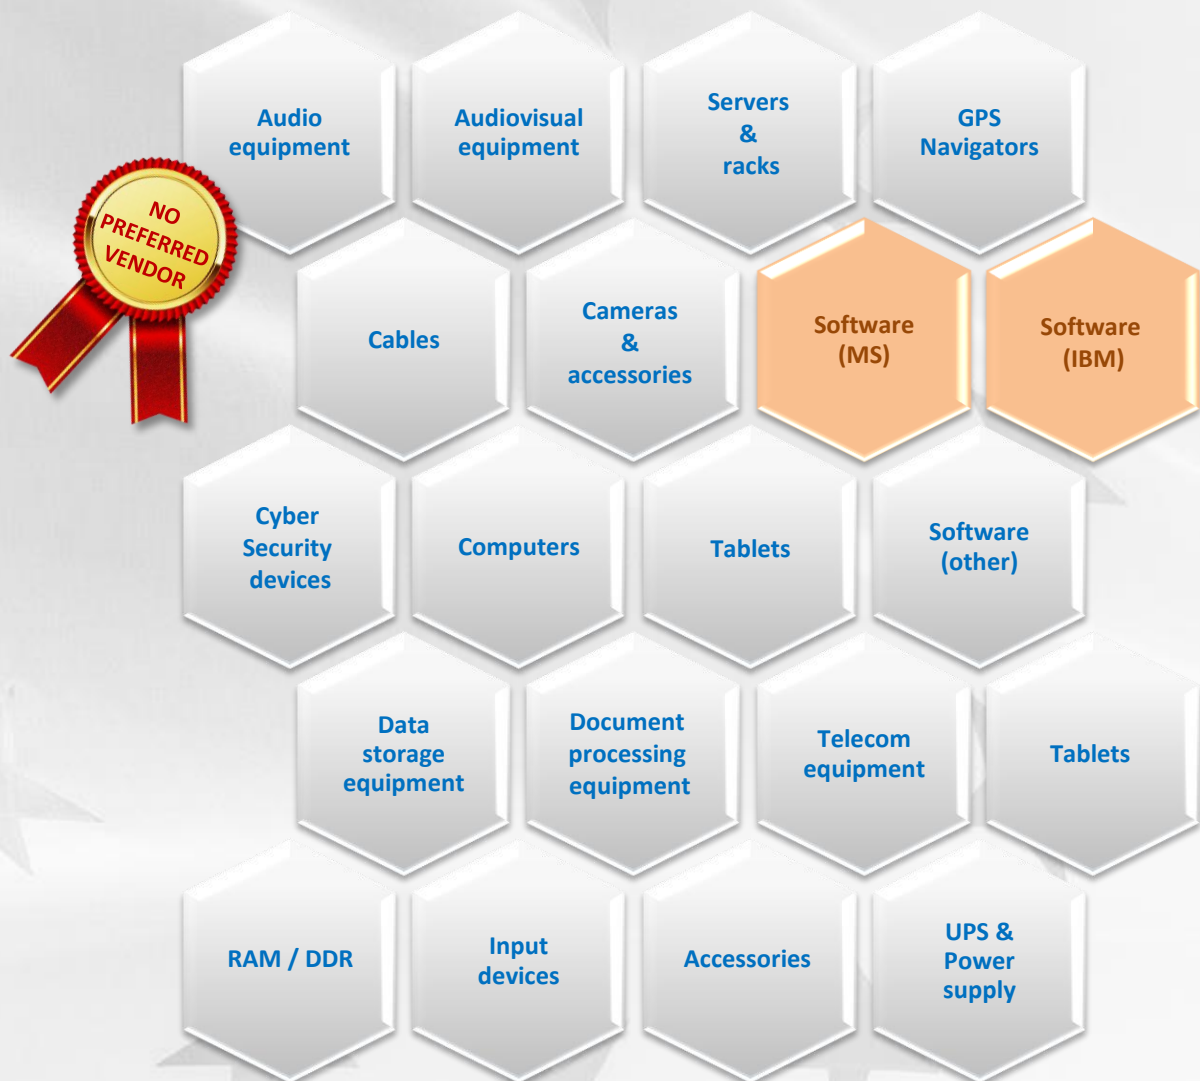 Audio
equipment
Audiovisual
equipment
Servers
&
racks
GPS
Navigators
NO
PREFERRED
VENDOR
Cables
Cameras
&
accessories
Software
(MS)
Software
(IBM)
Cyber
Security
devices
Computers
Tablets
Software
(other)
Data
storage
equipment
Document
processing
equipment
Telecom
equipment
Tablets
RAM / DDR
Input
devices
Accessories
UPS &
Power
supply